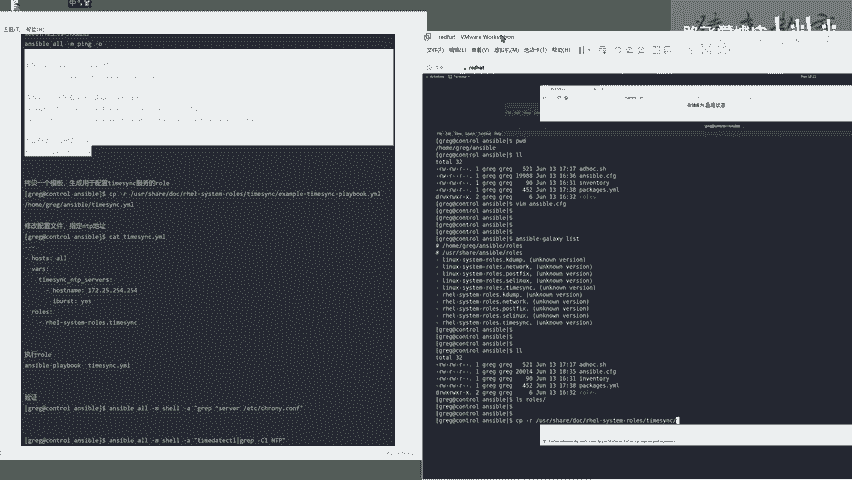 ansible all -m ping -o
拷贝一个模板，生成用于配置timesync服务的role
[greg@control ansible]$ cp -r /usr/share/doc/rhel-system-roles/timesync/example-timesync-playbook.yml
/home/greg/ansible/timesync.yml
修改配置文件，指定ntp地址
[greg@control ansible]$ cat timesync.yml
- hosts: all
vars:
timesync_ntp_servers:
- hostname: 172.25.254.254
iburst: yes
roles:
- rhel-system-roles.timesync
执行role
ansible-playbook timesync.yml
验证
[greg@control ansible]$ ansible all -m shell -a "grep ^server /etc/chrony.conf"
[greg@control ansible]$ ansible all -m shell -a "timedatectl|grep -C1 NTP"
redhat - VMware Workstation
redhat
[greg@control ansible]$ pwd
/home/greg/ansible
[greg@control ansible]$ ll
total 32
-rw-rw-r--. 1 greg greg 521 Jun 13 17:17 adhoc.sh
-rw-rw-r--. 1 greg greg 19988 Jun 13 16:36 ansible.cfg
-rw-rw-r--. 1 greg greg 90 Jun 13 16:31 inventory
-rw-rw-r--. 1 greg greg 452 Jun 13 17:38 packages.yml
drwxrwxr-x. 2 greg greg 6 Jun 13 16:32 roles
[greg@control ansible]$ vim ansible.cfg
[greg@control ansible]$
[greg@control ansible]$
[greg@control ansible]$
[greg@control ansible]$ ansible-galaxy list
# /home/greg/ansible/roles
# /usr/share/ansible/roles
- linux-system-roles.kdump, (unknown version)
- linux-system-roles.network, (unknown version)
- linux-system-roles.postfix, (unknown version)
- linux-system-roles.selinux, (unknown version)
- linux-system-roles.timesync, (unknown version)
- rhel-system-roles.kdump, (unknown version)
- rhel-system-roles.network, (unknown version)
- rhel-system-roles.postfix, (unknown version)
- rhel-system-roles.selinux, (unknown version)
- rhel-system-roles.timesync, (unknown version)
[greg@control ansible]$
[greg@control ansible]$
[greg@control ansible]$
[greg@control ansible]$ ll
total 32
-rw-rw-r--. 1 greg greg 521 Jun 13 17:17 adhoc.sh
-rw-rw-r--. 1 greg greg 20014 Jun 13 18:35 ansible.cfg
-rw-rw-r--. 1 greg greg 90 Jun 13 16:31 inventory
-rw-rw-r--. 1 greg greg 452 Jun 13 17:38 packages.yml
drwxrwxr-x. 2 greg greg 6 Jun 13 16:32 roles
[greg@control ansible]$ ls roles/
[greg@control ansible]$
[greg@control ansible]$
[greg@control ansible]$ cp -r /usr/share/doc/rhel-system-roles/timesync/